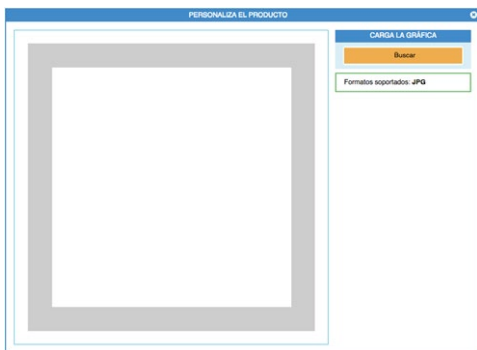 PERSONALIZA EL PRODUCTO
CARGA LA GRÁFICA
Buscar
Formatos soportados: JPG